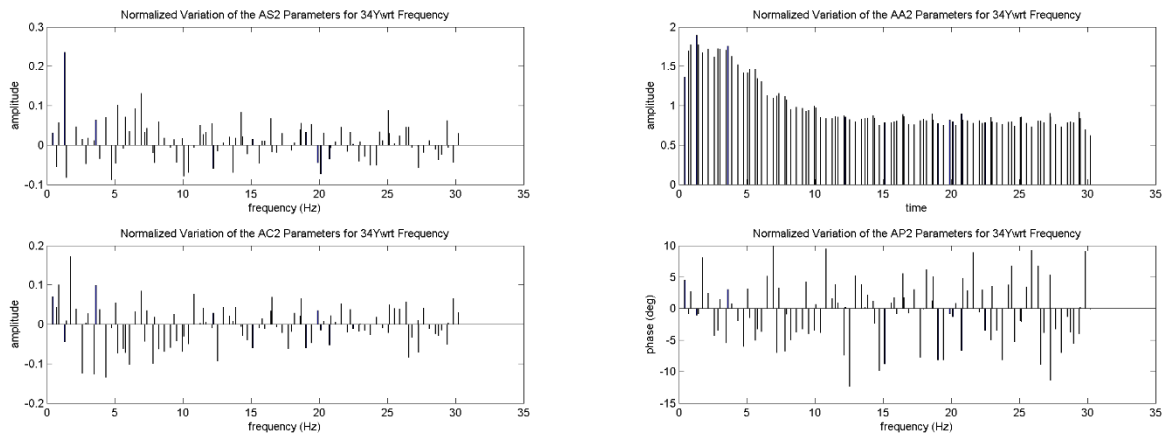 Normalized Variation of the AS2 Parameters for 34Ywrt Frequency
0.3
0.2
0.1
0
-0.1
amplitude
0 5 10 15 20 25 30 35
frequency (Hz)
Normalized Variation of the AA2 Parameters for 34Ywrt Frequency
2
1.5
1
0.5
0
amplitude
0 5 10 15 20 25 30 35
time
Normalized Variation of the AC2 Parameters for 34Ywrt Frequency
0.2
0.1
0
-0.1
-0.2
amplitude
0 5 10 15 20 25 30 35
frequency (Hz)
Normalized Variation of the AP2 Parameters for 34Ywrt Frequency
10
5
0
-5
-10
-15
phase (deg)
0 5 10 15 20 25 30 35
frequency (Hz)